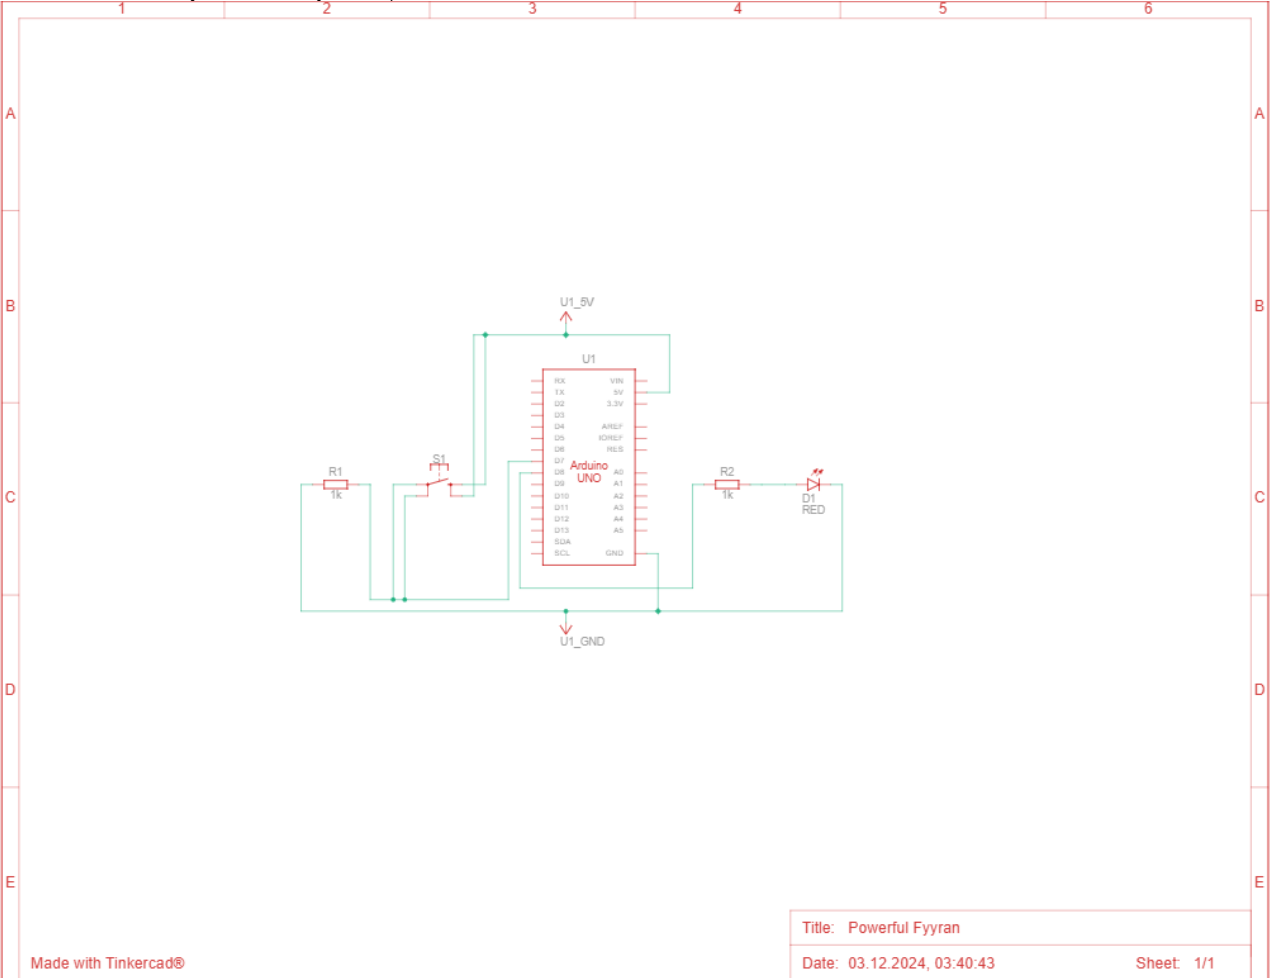 1 2 3 4 5 6
A A
B B
U1_5V
U1
RX VIN
TX 5V
D2 3.3V
D3
D4 AREF
D5 IOREF
D6 RES
D7
Arduino
UNO
D8 A0
D9 A1
D10 A2
D11 A3
D12 A4
D13 A5
SDA
SCL GND
S1
R1
1k
R2
1k
D1
RED
C C
U1_GND
D D
E E
Title: Powerful Fyyran
Made with Tinkercad® Date: 03.12.2024, 03:40:43 Sheet: 1/1